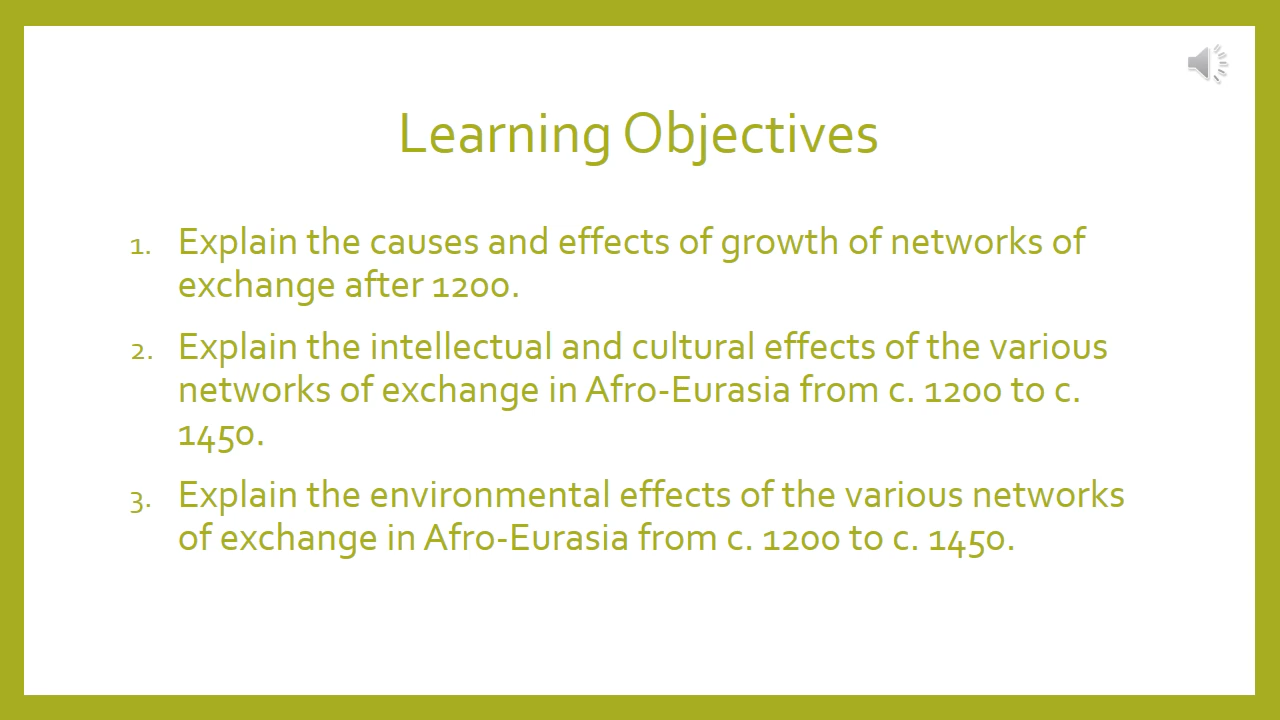 Learning Objectives
1. Explain the causes and effects of growth of networks of
exchange after 1200.
2. Explain the intellectual and cultural effects of the various
networks of exchange in Afro-Eurasia from c. 1200 to c.
1450.
3. Explain the environmental effects of the various networks
of exchange in Afro-Eurasia from c. 1200 to c. 1450.